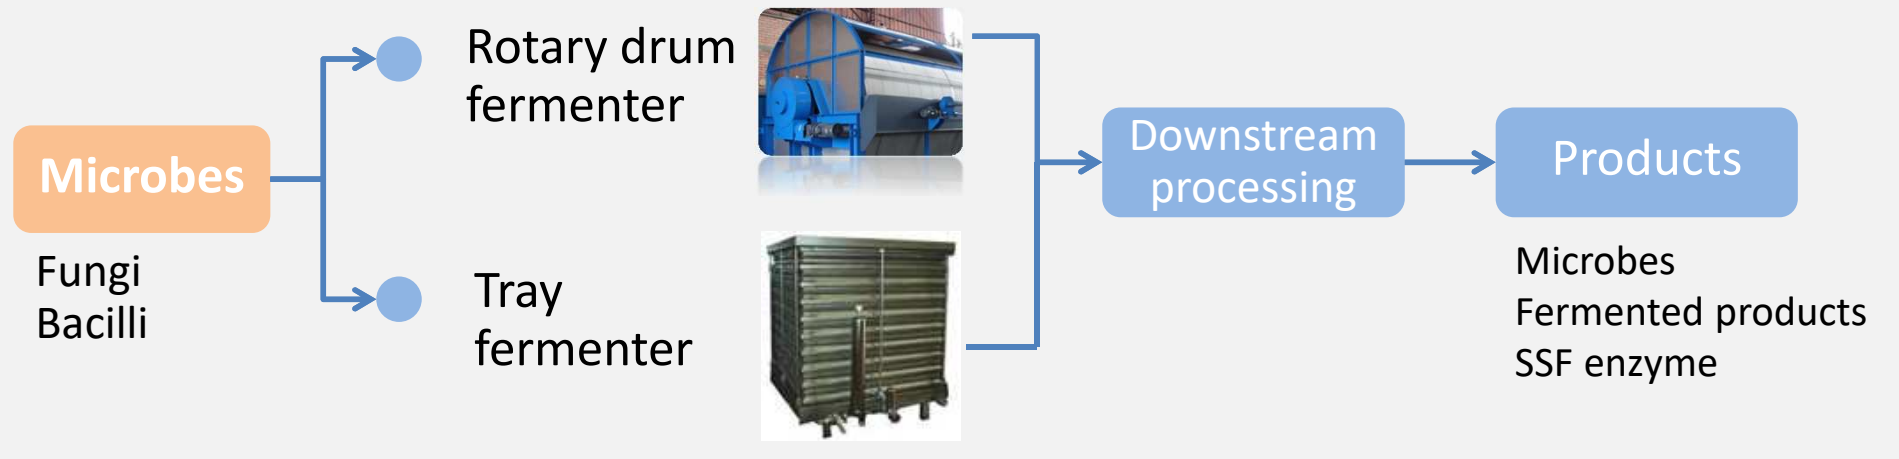 Microbes
Fungi
Bacilli
Rotary drum
fermenter
Tray
fermenter
Downstream
processing
Products
Microbes
Fermented products
SSF enzyme